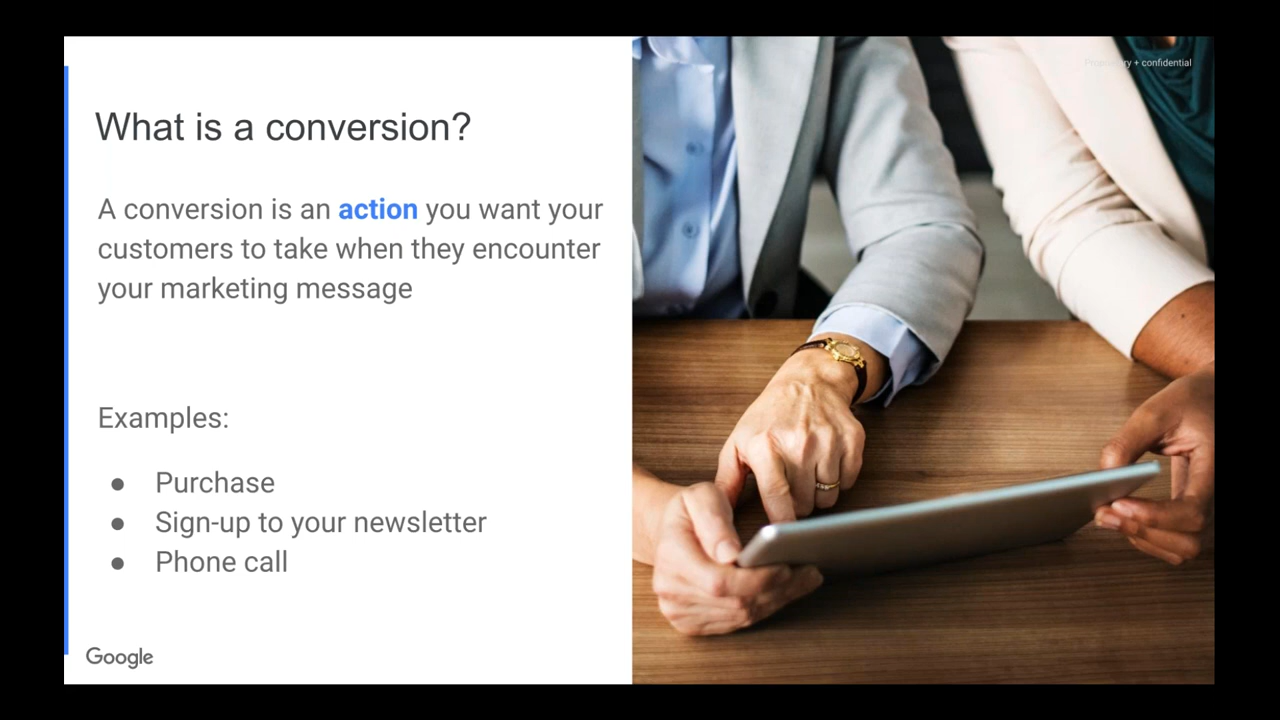 + confidential
What is a conversion?
A conversion is an action you want your
customers to take when they encounter
your marketing message
Examples:
● Purchase
● Sign-up to your newsletter
● Phone call
Google